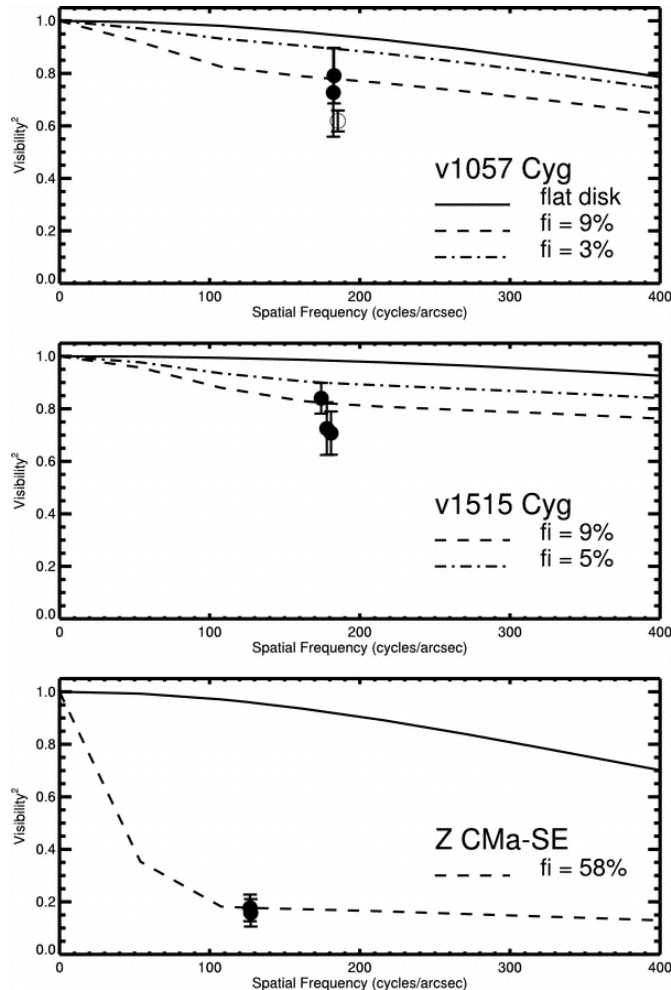 1.0
0.8
0.6
0.4
0.2
0.0
Visibility²
v1057 Cyg
flat disk
fi = 9%
fi = 3%
0 100 200 300 400
Spatial Frequency (cycles/arcsec)
1.0
0.8
0.6
0.4
0.2
0.0
Visibility²
v1515 Cyg
fi = 9%
fi = 5%
0 100 200 300 400
Spatial Frequency (cycles/arcsec)
1.0
0.8
0.6
0.4
0.2
0.0
Visibility²
Z CMa-SE
fi = 58%
0 100 200 300 400
Spatial Frequency (cycles/arcsec)